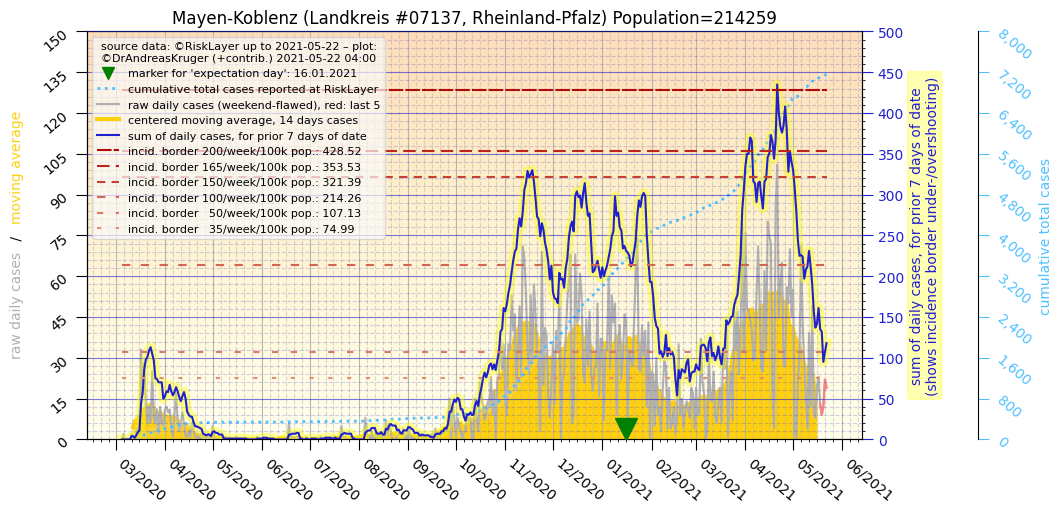 Mayen-Koblenz (Landkreis #07137, Rheinland-Pfalz) Population=214259
source data: ©RiskLayer up to 2021-05-22 – plot:
©DrAndreasKruger (+contrib.) 2021-05-22 04:00
marker for 'expectation day': 16.01.2021
cumulative total cases reported at RiskLayer
raw daily cases (weekend-flawed), red: last 5
centered moving average, 14 days cases
sum of daily cases, for prior 7 days of date
incid. border 200/week/100k pop.: 428.52
incid. border 165/week/100k pop.: 353.53
incid. border 150/week/100k pop.: 321.39
incid. border 100/week/100k pop.: 214.26
incid. border   50/week/100k pop.: 107.13
incid. border   35/week/100k pop.: 74.99
raw daily cases / moving average
150
135
120
105
90
75
60
45
30
15
0
03/2020
04/2020
05/2020
06/2020
07/2020
08/2020
09/2020
10/2020
11/2020
12/2020
01/2021
02/2021
03/2021
04/2021
05/2021
06/2021
500
450
400
350
300
250
200
150
100
50
0
sum of daily cases, for prior 7 days of date
(shows incidence border under-/overshooting)
8,000
7,200
6,400
5,600
4,800
4,000
3,200
2,400
1,600
800
0
cumulative total cases